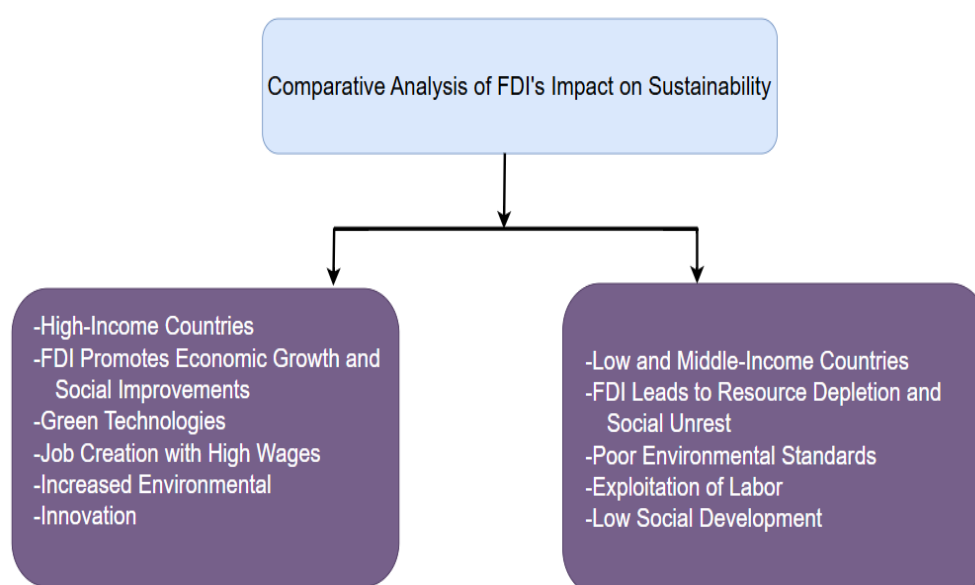 Comparative Analysis of FDI's Impact on Sustainability
-High-Income Countries
-FDI Promotes Economic Growth and
Social Improvements
-Green Technologies
-Job Creation with High Wages
-Increased Environmental
-Innovation
-Low and Middle-Income Countries
-FDI Leads to Resource Depletion and
Social Unrest
-Poor Environmental Standards
-Exploitation of Labor
-Low Social Development